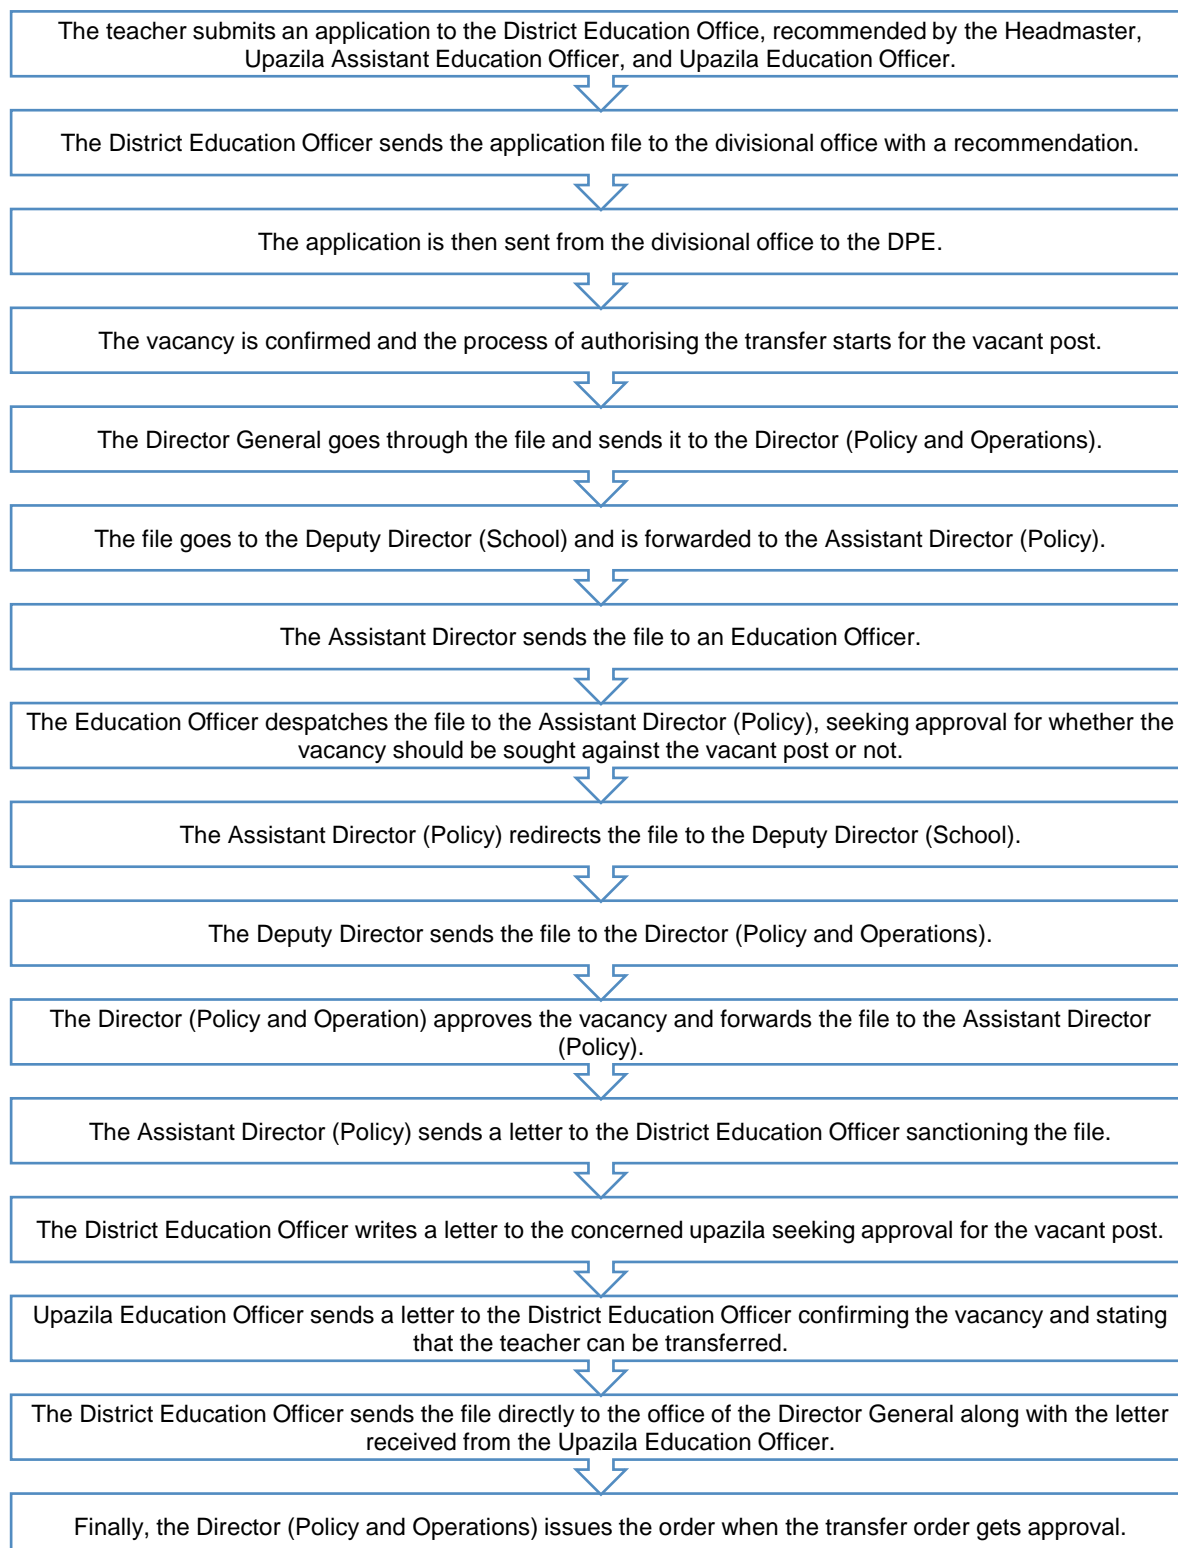 The teacher submits an application to the District Education Office, recommended by the Headmaster,
Upazila Assistant Education Officer, and Upazila Education Officer.
The District Education Officer sends the application file to the divisional office with a recommendation.
The application is then sent from the divisional office to the DPE.
The vacancy is confirmed and the process of authorising the transfer starts for the vacant post.
The Director General goes through the file and sends it to the Director (Policy and Operations).
The file goes to the Deputy Director (School) and is forwarded to the Assistant Director (Policy).
The Assistant Director sends the file to an Education Officer.
The Education Officer despatches the file to the Assistant Director (Policy), seeking approval for whether the
vacancy should be sought against the vacant post or not.
The Assistant Director (Policy) redirects the file to the Deputy Director (School).
The Deputy Director sends the file to the Director (Policy and Operations).
The Director (Policy and Operation) approves the vacancy and forwards the file to the Assistant Director
(Policy).
The Assistant Director (Policy) sends a letter to the District Education Officer sanctioning the file.
The District Education Officer writes a letter to the concerned upazila seeking approval for the vacant post.
Upazila Education Officer sends a letter to the District Education Officer confirming the vacancy and stating
that the teacher can be transferred.
The District Education Officer sends the file directly to the office of the Director General along with the letter
received from the Upazila Education Officer.
Finally, the Director (Policy and Operations) issues the order when the transfer order gets approval.